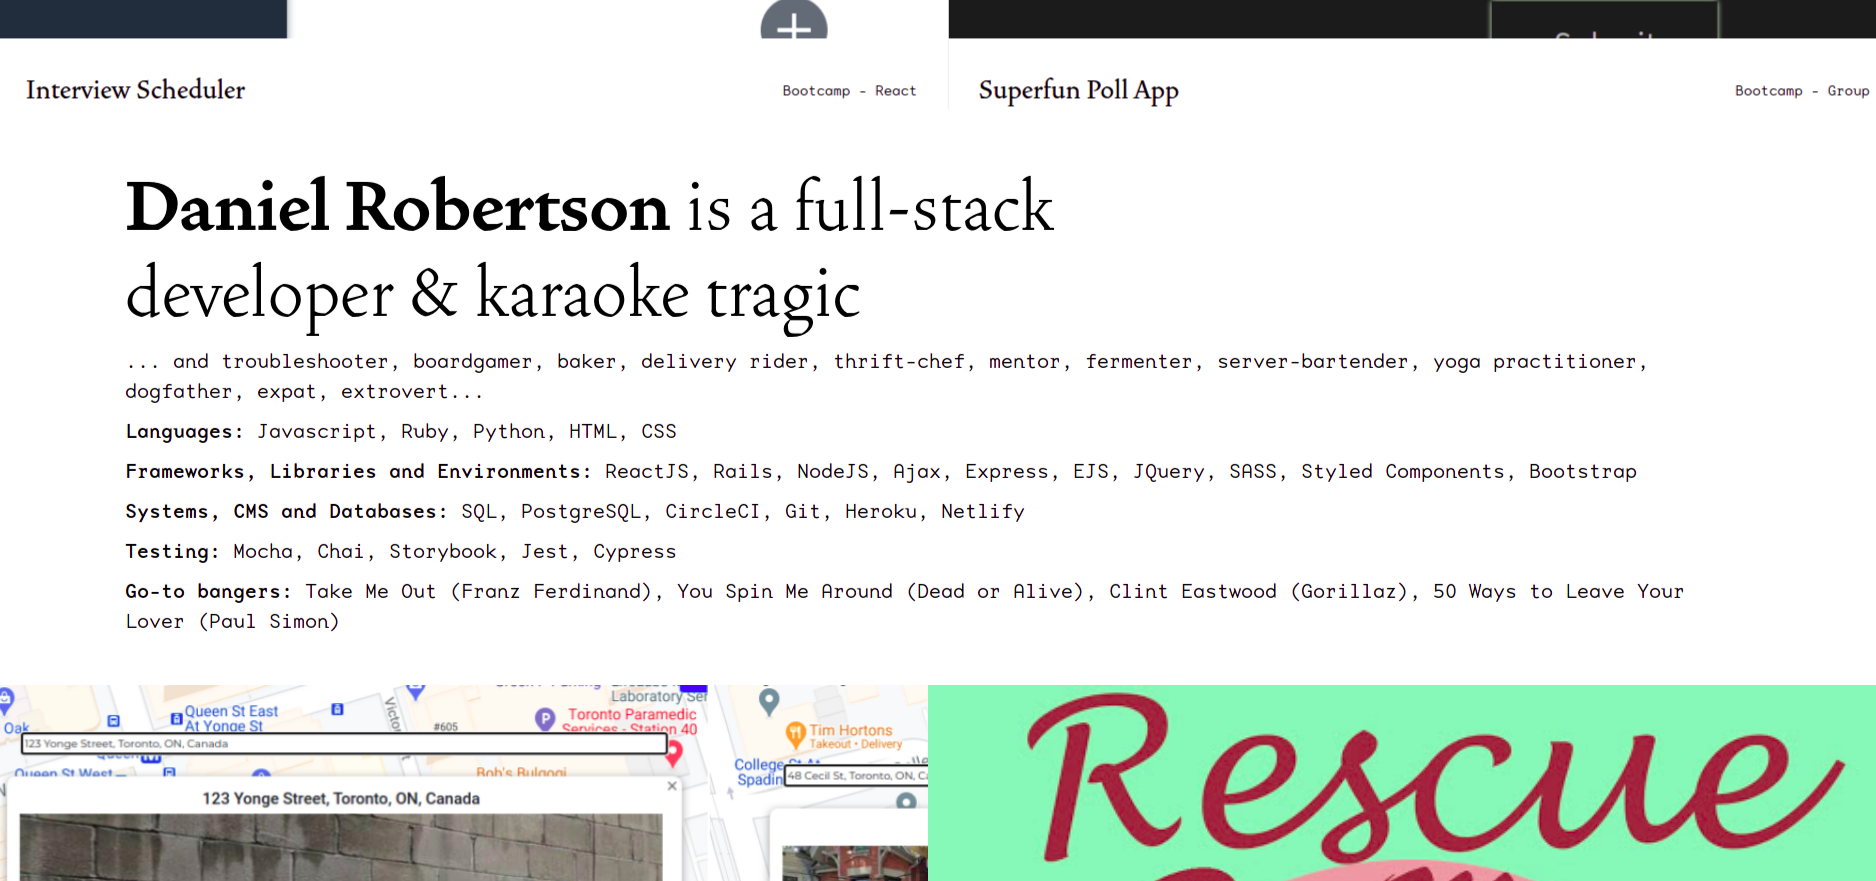 Interview Scheduler
Bootcamp - React
Superfun Poll App
Bootcamp - Group
Daniel Robertson is a full-stack
developer & karaoke tragic
... and troubleshooter, boardgamer, baker, delivery rider, thrift-chef, mentor, fermenter, server-bartender, yoga practitioner,
dogfather, expat, extrovert...
Languages: Javascript, Ruby, Python, HTML, CSS
Frameworks, Libraries and Environments: ReactJS, Rails, NodeJS, Ajax, Express, EJS, JQuery, SASS, Styled Components, Bootstrap
Systems, CMS and Databases: SQL, PostgreSQL, CircleCI, Git, Heroku, Netlify
Testing: Mocha, Chai, Storybook, Jest, Cypress
Go-to bangers: Take Me Out (Franz Ferdinand), You Spin Me Around (Dead or Alive), Clint Eastwood (Gorillaz), 50 Ways to Leave Your
Lover (Paul Simon)
Laboratory Ser
Oak
Queen St East
At Yonge St
Victor
#605
P
Toronto Paramedic
Services - Station 40
123 Yonge Street, Toronto, ON, Canada
Queen St West
Bob's Bulgogi
123 Yonge Street, Toronto, ON, Canada
Tim Hortons
Takeout • Delivery
College St At
Spadin
48 Cecil St, Toronto, ON, C
Rescue